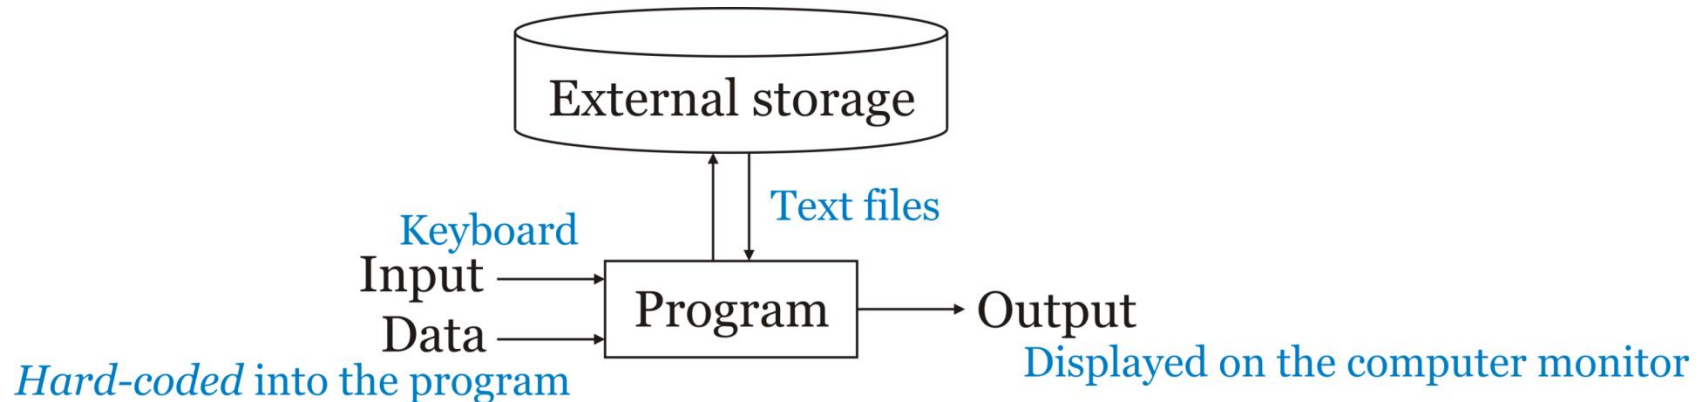 External storage
Text files
Keyboard
Input
Program
Output
Data
Displayed on the computer monitor
Hard-coded into the program